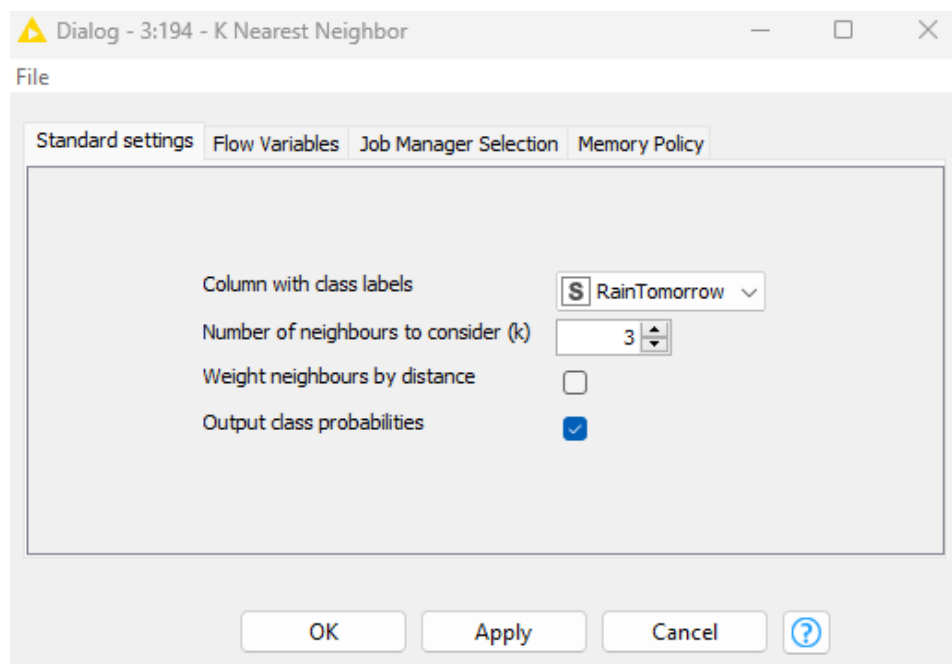 Dialog - 3:194 - K Nearest Neighbor
File
Standard settings Flow Variables Job Manager Selection Memory Policy
Column with class labels S RainTomorrow
Number of neighbours to consider (k) 3
Weight neighbours by distance
Output class probabilities
OK Apply Cancel ?